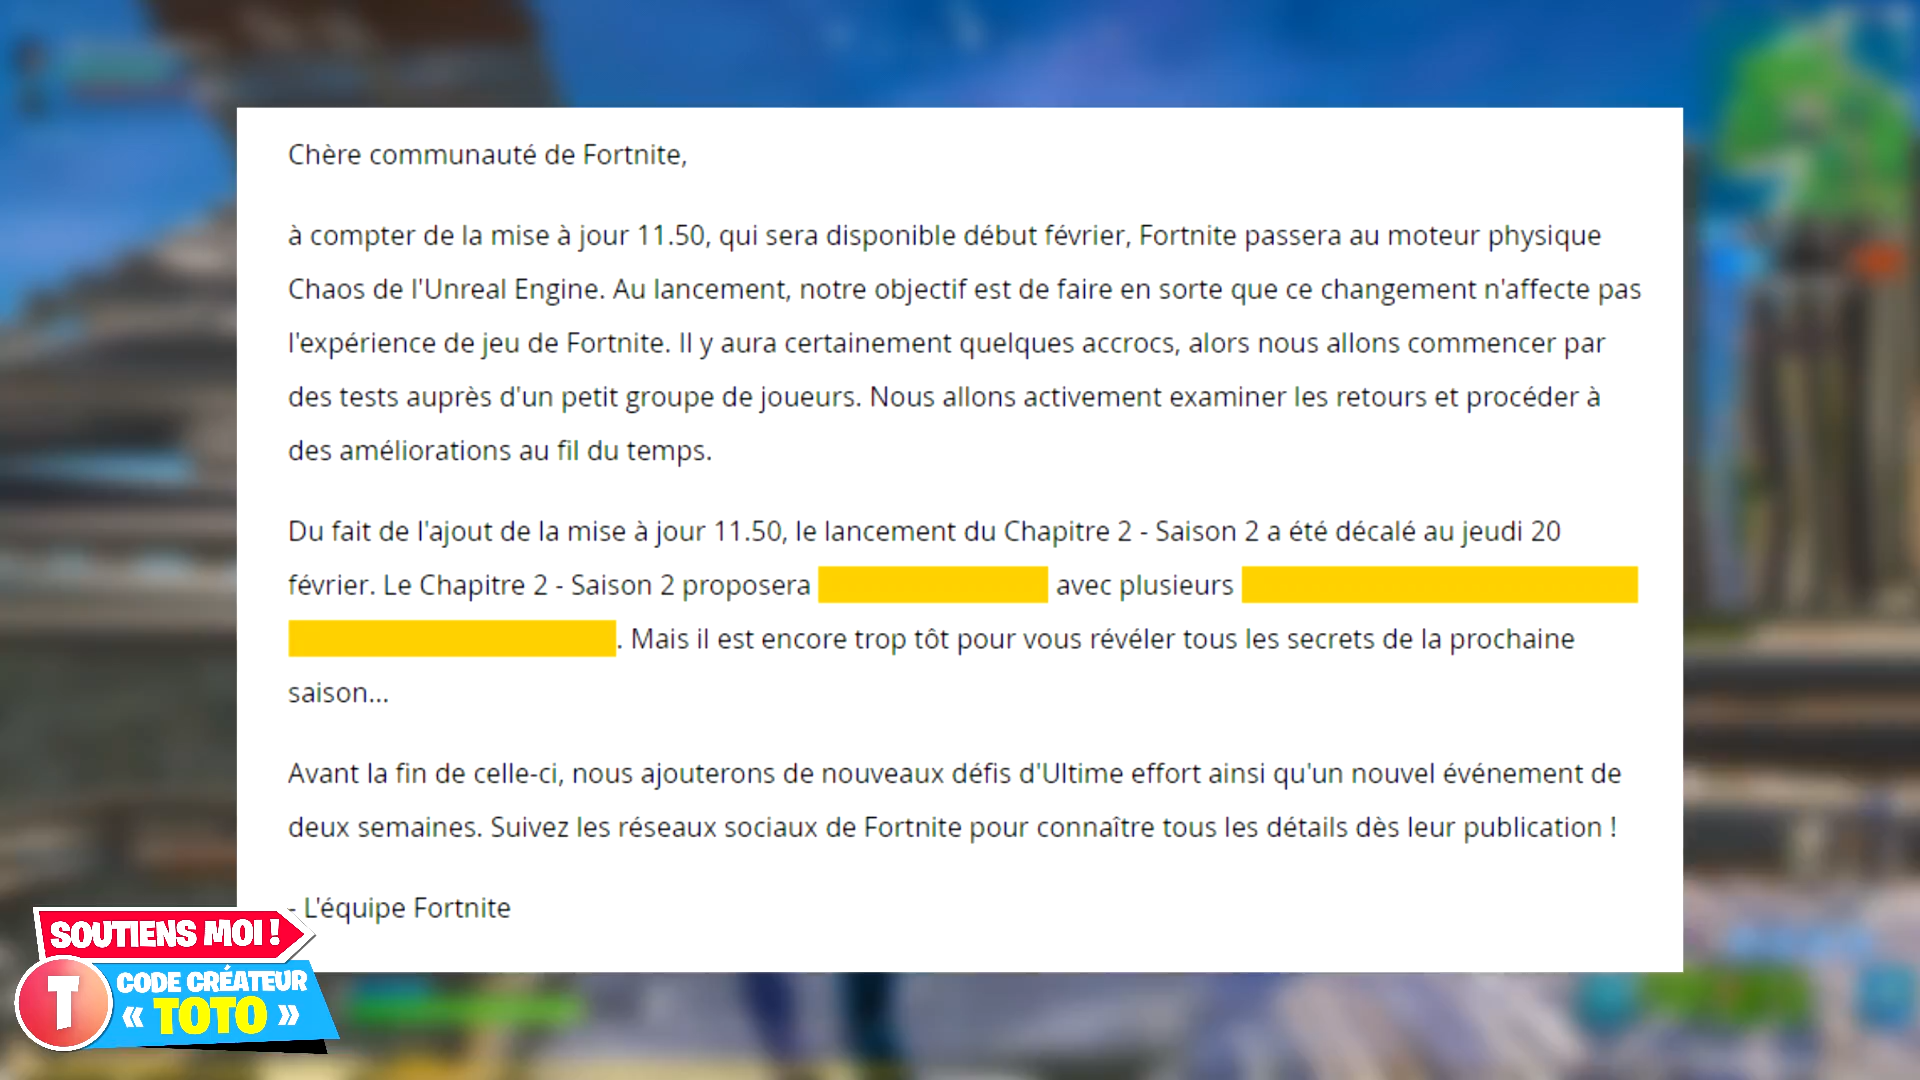 Chère communauté de Fortnite,
à compter de la mise à jour 11.50, qui sera disponible début février, Fortnite passera au moteur physique
Chaos de l'Unreal Engine. Au lancement, notre objectif est de faire en sorte que ce changement n'affecte pas
l'expérience de jeu de Fortnite. Il y aura certainement quelques accrocs, alors nous allons commencer par
des tests auprès d'un petit groupe de joueurs. Nous allons activement examiner les retours et procéder à
des améliorations au fil du temps.
Du fait de l'ajout de la mise à jour 11.50, le lancement du Chapitre 2 - Saison 2 a été décalé au jeudi 20
février. Le Chapitre 2 - Saison 2 proposera avec plusieurs
. Mais il est encore trop tôt pour vous révéler tous les secrets de la prochaine
saison...
Avant la fin de celle-ci, nous ajouterons de nouveaux défis d'Ultime effort ainsi qu'un nouvel événement de
deux semaines. Suivez les réseaux sociaux de Fortnite pour connaître tous les détails dès leur publication !
- L'équipe Fortnite
SOUTIENS MOI !
T
CODE CRÉATEUR
« TOTO »